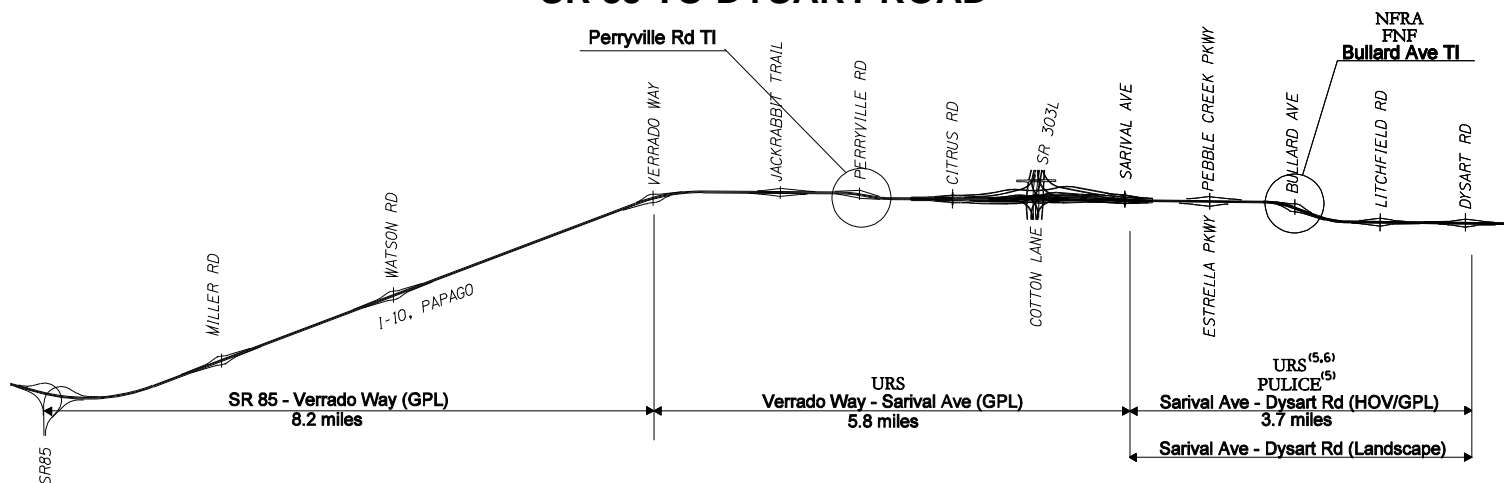 SR 85 TO DYSART ROAD
Perryville Rd TI
NFRA
FNF
Bullard Ave TI
SR85
MILLER RD
WATSON RD
I-10, PAPAGO
VERRADO WAY
JACKRABBIT TRAIL
PERRYVILLE RD
CITRUS RD
COTTON LANE
SR 303L
SARIVAL AVE
ESTRELLA PKWY
PEBBLE CREEK PKWY
BULLARD AVE
LITCHFIELD RD
DYSART RD
SR 85 - Verrado Way (GPL)
8.2 miles
URS
Verrado Way - Sarival Ave (GPL)
5.8 miles
URS(5,6)
PULICE(5)
Sarival Ave - Dysart Rd (HOV/GPL)
3.7 miles
Sarival Ave - Dysart Rd (Landscape)